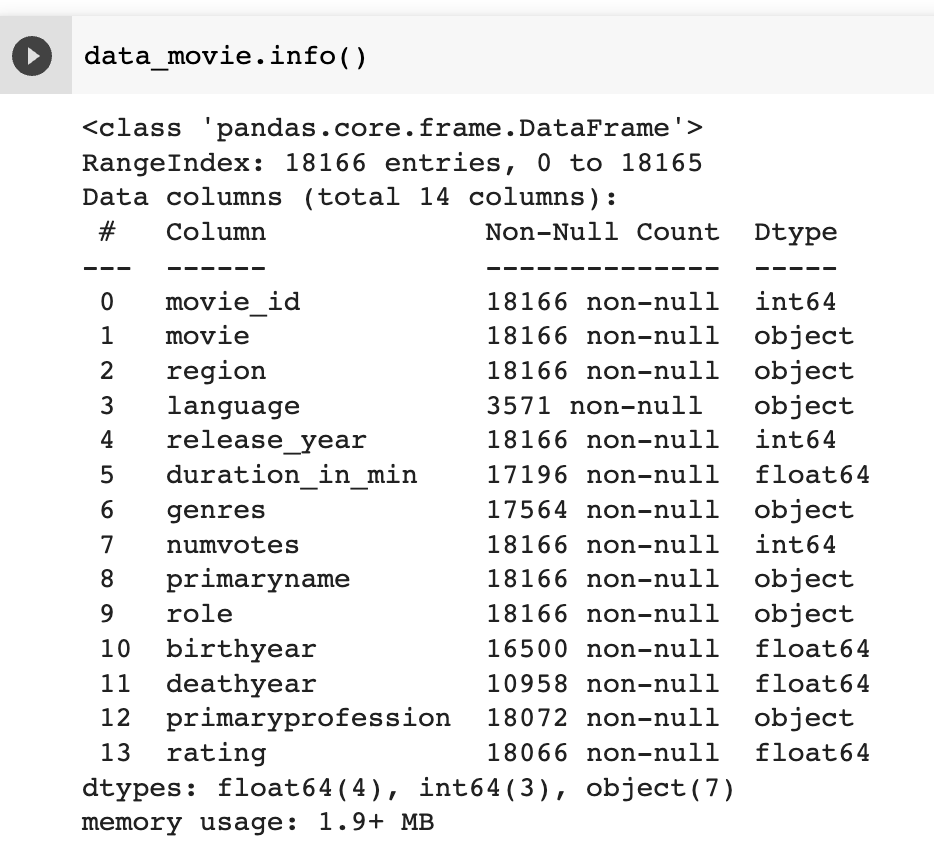 data_movie.info()
<class 'pandas.core.frame.DataFrame'>
RangeIndex: 18166 entries, 0 to 18165
Data columns (total 14 columns):
 #   Column             Non-Null Count  Dtype
---  ------             --------------  -----
 0   movie_id           18166 non-null  int64
 1   movie              18166 non-null  object
 2   region             18166 non-null  object
 3   language           3571 non-null   object
 4   release_year       18166 non-null  int64
 5   duration_in_min    17196 non-null  float64
 6   genres             17564 non-null  object
 7   numvotes           18166 non-null  int64
 8   primaryname        18166 non-null  object
 9   role               18166 non-null  object
 10  birthyear          16500 non-null  float64
 11  deathyear          10958 non-null  float64
 12  primaryprofession  18072 non-null  object
 13  rating             18066 non-null  float64
dtypes: float64(4), int64(3), object(7)
memory usage: 1.9+ MB